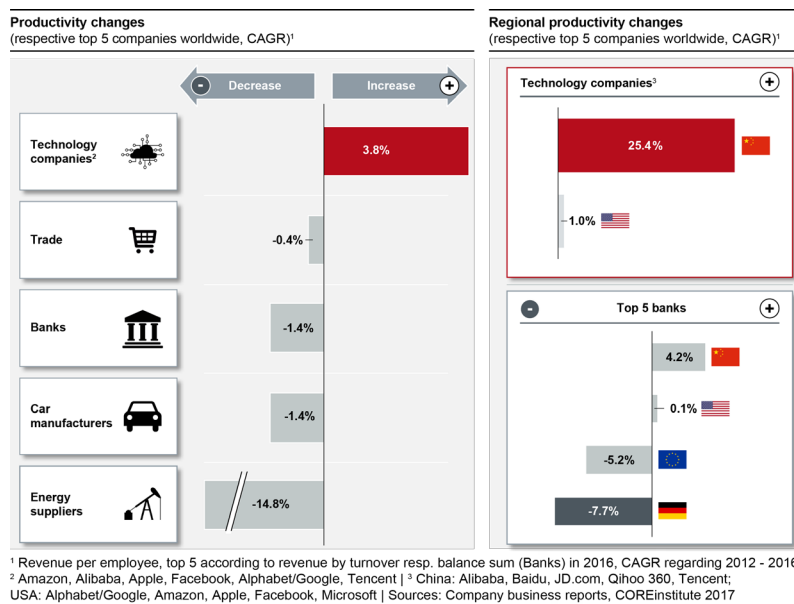 Productivity changes
(respective top 5 companies worldwide, CAGR)¹
Regional productivity changes
(respective top 5 companies worldwide, CAGR)¹
- Decrease
Increase +
Technology
companies²
3.8%
Trade
-0.4%
Banks
-1.4%
Car
manufacturers
-1.4%
Energy
suppliers
-14.8%
Technology companies³ +
25.4%
1.0%
- Top 5 banks +
4.2%
0.1%
-5.2%
-7.7%
¹ Revenue per employee, top 5 according to revenue by turnover resp. balance sum (Banks) in 2016, CAGR regarding 2012 - 2016
² Amazon, Alibaba, Apple, Facebook, Alphabet/Google, Tencent | ³ China: Alibaba, Baidu, JD.com, Qihoo 360, Tencent;
USA: Alphabet/Google, Amazon, Apple, Facebook, Microsoft | Sources: Company business reports, COREinstitute 2017